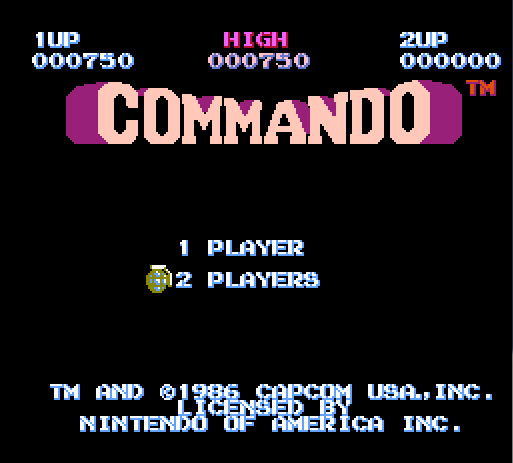 1UP HIGH 2UP
000750 000750 000000
COMMANDO TM
1 PLAYER
2 PLAYERS
TM AND ©1986 CAPCOM USA.,INC.
LICENSED BY
NINTENDO OF AMERICA INC.